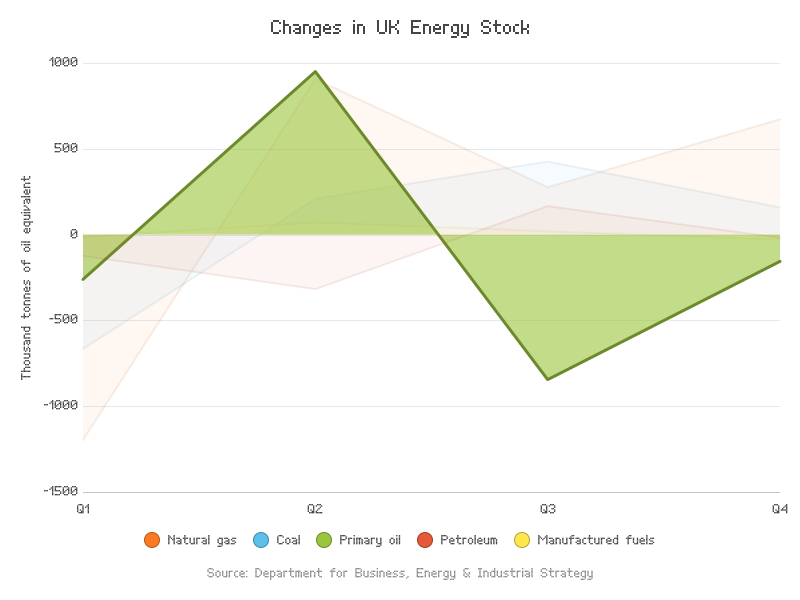 Changes in UK Energy Stock
Thousand tonnes of oil equivalent
1000
500
0
-500
-1000
-1500
Q1 Q2 Q3 Q4
Natural gas Coal Primary oil Petroleum Manufactured fuels
Source: Department for Business, Energy & Industrial Strategy